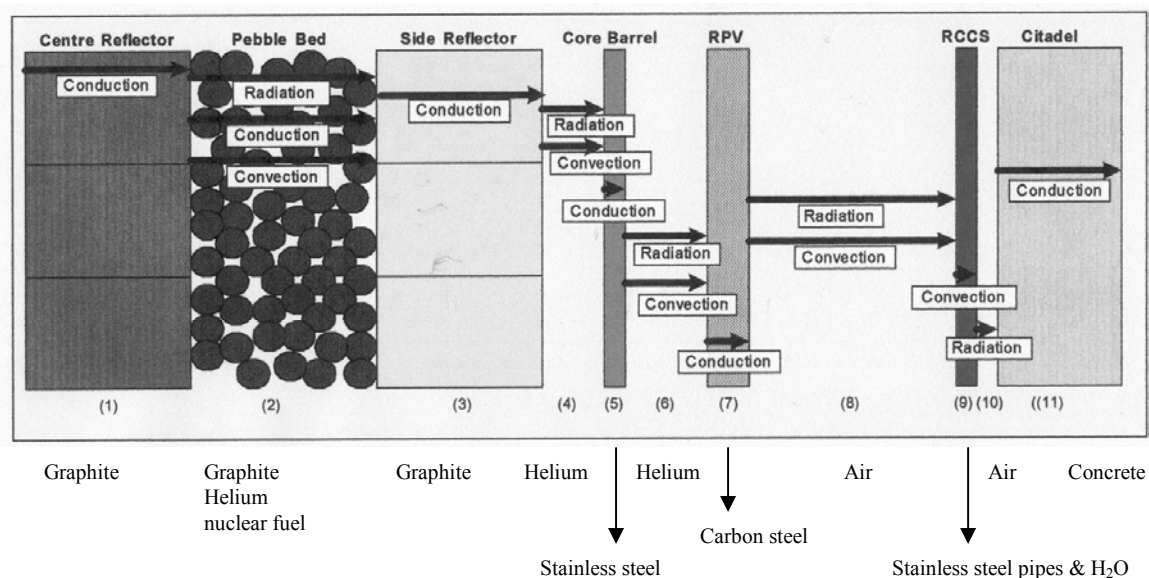 Centre Reflector Pebble Bed Side Reflector Core Barrel RPV RCCS Citadel
Conduction
Radiation
Conduction
Convection
Conduction
Radiation
Convection
Conduction
Radiation
Convection
Conduction
Radiation
Convection
Convection
Radiation
Conduction
(1) (2) (3) (4) (5) (6) (7) (8) (9) (10) ((11)
Graphite Graphite Graphite Helium Helium Air Air Concrete
Helium
nuclear fuel
Carbon steel
Stainless steel Stainless steel pipes & H₂O